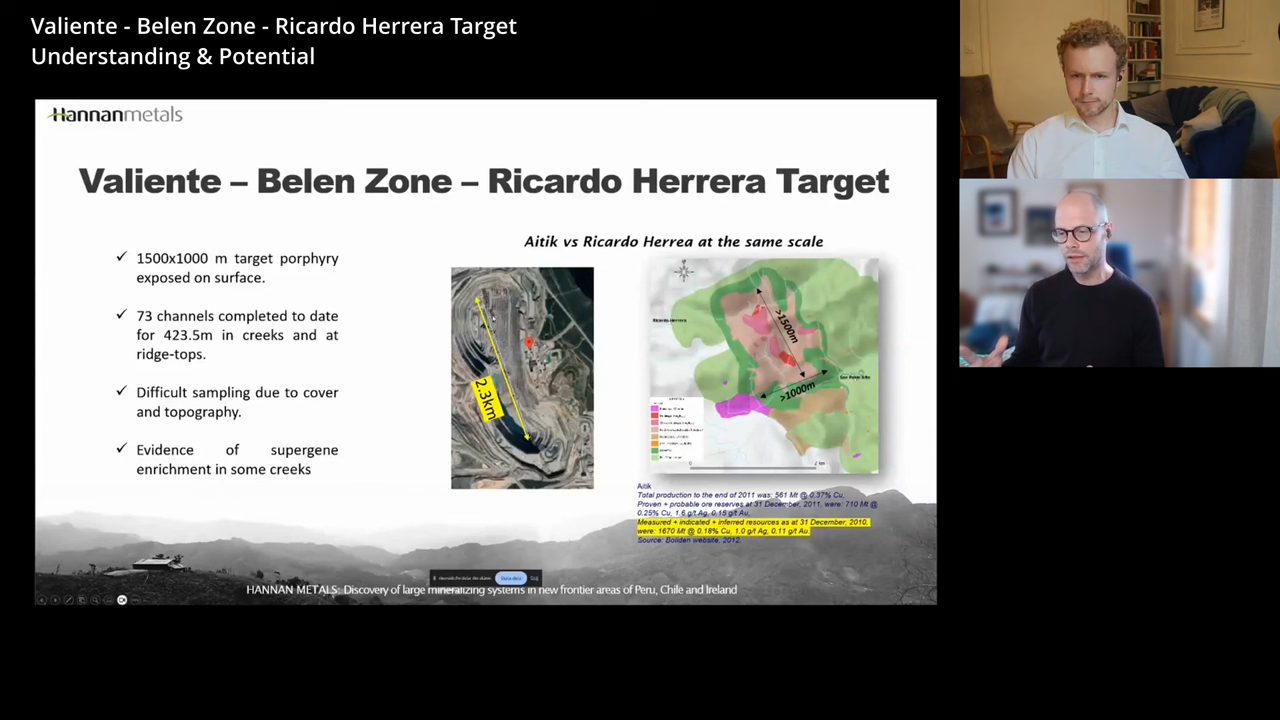 Valiente - Belen Zone - Ricardo Herrera Target
Understanding & Potential
Hannanmetals
Valiente – Belen Zone – Ricardo Herrera Target
Aitik vs Ricardo Herrea at the same scale
✓ 1500x1000 m target porphyry
exposed on surface.
✓ 73 channels completed to date
for 423.5m in creeks and at
ridge-tops.
✓ Difficult sampling due to cover
and topography.
✓ Evidence of supergene
enrichment in some creeks
2.3km
Ricardo Herrera
>1500m
>1000m
0 2 km
Aitik
Total production to the end of 2011 was: 561 Mt @ 0.37% Cu,
Proven + probable ore reserves at 31 December, 2011, were: 710 Mt @
0.25% Cu, 1.6 g/t Ag, 0.15 g/t Au,
Measured + indicated + inferred resources as at 31 December, 2010,
were: 1670 Mt @ 0.18% Cu, 1.0 g/t Ag, 0.11 g/t Au.
Source: Boliden website, 2012
HANNAN METALS: Discovery of large mineralizing systems in new frontier areas of Peru, Chile and Ireland